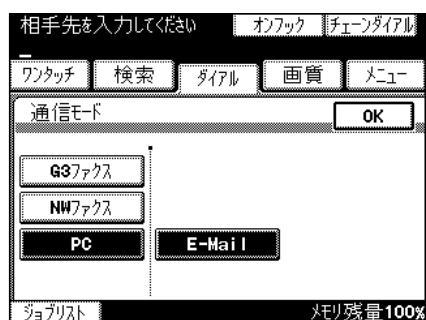 相手先を入力してください オンフック チェーンダイアル
ワンタッチ 検索 ダイアル 画質 メニュー
通信モード OK
G3ファクス
NWファクス
PC E-Mail
ジョブリスト メモリ残量100%